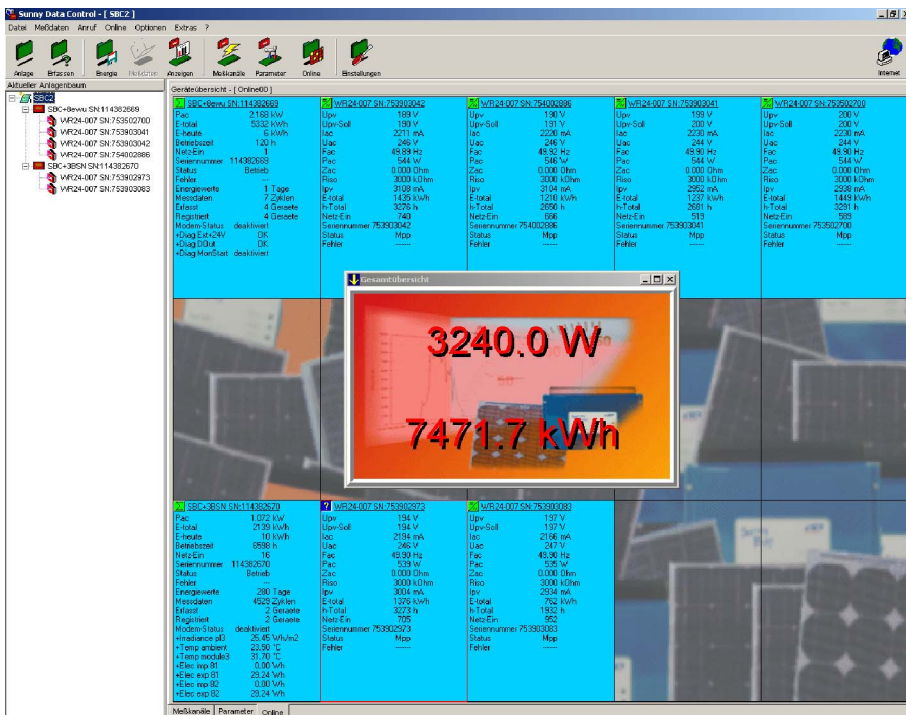 Sunny Data Control - [ SBC2 ]
Datei Meßdaten Anruf Online Optionen Extras ?
Anlage Erfassen Energie Meßdaten Anzeigen Meßkanäle Parameter Online Einstellungen Internet
Aktueller Anlagenbaum
SBC2
SBC+8ewu SN:114382669
WR24-007 SN:753502700
WR24-007 SN:753903041
WR24-007 SN:753903042
WR24-007 SN:754002886
SBC+3BSN SN:114382670
WR24-007 SN:753902973
WR24-007 SN:753903083
Geräteübersicht - [ Online0D ]
SBC+8ewu SN:114382669
Pac 2.168 kW
E-total 5332 kWh
E-heute 6 kWh
Betriebszeit 120 h
Netz-Ein 1
Seriennummer 114382669
Status Betrieb
Fehler ---
Energiewerte 1 Tage
Messdaten 7 Zyklen
Erfasst 4 Geraete
Registriert 4 Geraete
Modem-Status deaktiviert
+Diag Ext+24V OK
+Diag DOut OK
+Diag MonStart deaktiviert
WR24-007 SN:753903042
Upv 189 V
Upv-Soll 190 V
Iac 2211 mA
Uac 246 V
Fac 49.89 Hz
Pac 544 W
Zac 0.000 Ohm
Riso 3000 kOhm
Ipv 3108 mA
E-total 1435 kWh
h-Total 3276 h
Netz-Ein 740
Seriennummer 753903042
Status Mpp
Fehler ------
WR24-007 SN:754002886
Upv 190 V
Upv-Soll 191 V
Iac 2220 mA
Uac 246 V
Fac 49.92 Hz
Pac 546 W
Zac 0.000 Ohm
Riso 3000 kOhm
Ipv 3104 mA
E-total 1210 kWh
h-Total 2650 h
Netz-Ein 666
Seriennummer 754002886
Status Mpp
Fehler ------
WR24-007 SN:753903041
Upv 199 V
Upv-Soll 200 V
Iac 2230 mA
Uac 244 V
Fac 49.90 Hz
Pac 544 W
Zac 0.000 Ohm
Riso 3000 kOhm
Ipv 2952 mA
E-total 1237 kWh
h-Total 2681 h
Netz-Ein 519
Seriennummer 753903041
Status Mpp
Fehler ------
WR24-007 SN:753502700
Upv 200 V
Upv-Soll 200 V
Iac 2230 mA
Uac 244 V
Fac 49.90 Hz
Pac 544 W
Zac 0.000 Ohm
Riso 3000 kOhm
Ipv 2938 mA
E-total 1449 kWh
h-Total 3291 h
Netz-Ein 589
Seriennummer 753502700
Status Mpp
Fehler ------
Gesamtübersicht
3240.0 W
7471.7 kWh
SBC+3BSN SN:114382670
Pac 1.072 kW
E-total 2139 kWh
E-heute 10 kWh
Betriebszeit 6598 h
Netz-Ein 16
Seriennummer 114382670
Status Betrieb
Fehler ---
Energiewerte 280 Tage
Messdaten 4529 Zyklen
Erfasst 2 Geraete
Registriert 2 Geraete
Modem-Status deaktiviert
+Irradiance pl3 25.45 Wh/m2
+Temp ambient 23.50 °C
+Temp module3 31.70 °C
+Elec imp 81 0.00 Wh
+Elec exp 81 29.24 Wh
+Elec imp 82 0.00 Wh
+Elec exp 82 29.24 Wh
WR24-007 SN:753902973
Upv 194 V
Upv-Soll 194 V
Iac 2194 mA
Uac 246 V
Fac 49.90 Hz
Pac 539 W
Zac 0.000 Ohm
Riso 3000 kOhm
Ipv 3004 mA
E-total 1376 kWh
h-Total 3273 h
Netz-Ein 705
Seriennummer 753902973
Status Mpp
Fehler ------
WR24-007 SN:753903083
Upv 197 V
Upv-Soll 197 V
Iac 2166 mA
Uac 247 V
Fac 49.90 Hz
Pac 535 W
Zac 0.000 Ohm
Riso 3000 kOhm
Ipv 2934 mA
E-total 762 kWh
h-Total 1932 h
Netz-Ein 952
Seriennummer 753903083
Status Mpp
Fehler ------
Meßkanäle Parameter Online